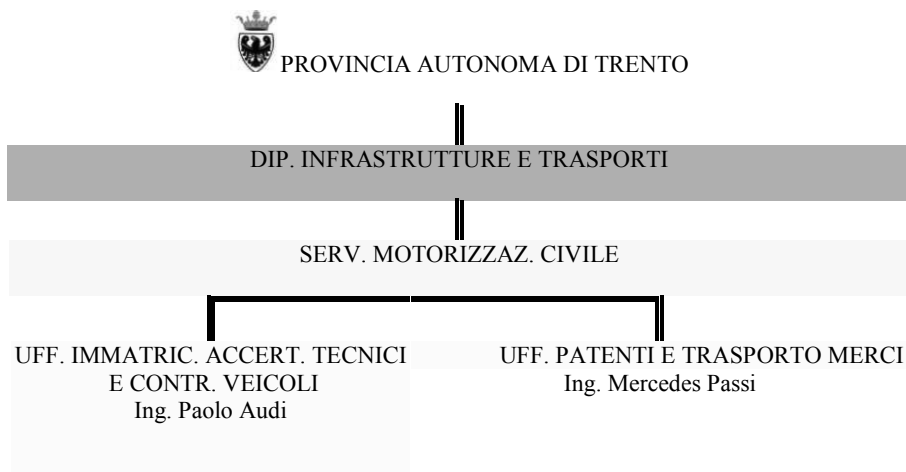 PROVINCIA AUTONOMA DI TRENTO
DIP. INFRASTRUTTURE E TRASPORTI
SERV. MOTORIZZAZ. CIVILE
UFF. IMMATRIC. ACCERT. TECNICI
E CONTR. VEICOLI
Ing. Paolo Audi
UFF. PATENTI E TRASPORTO MERCI
Ing. Mercedes Passi